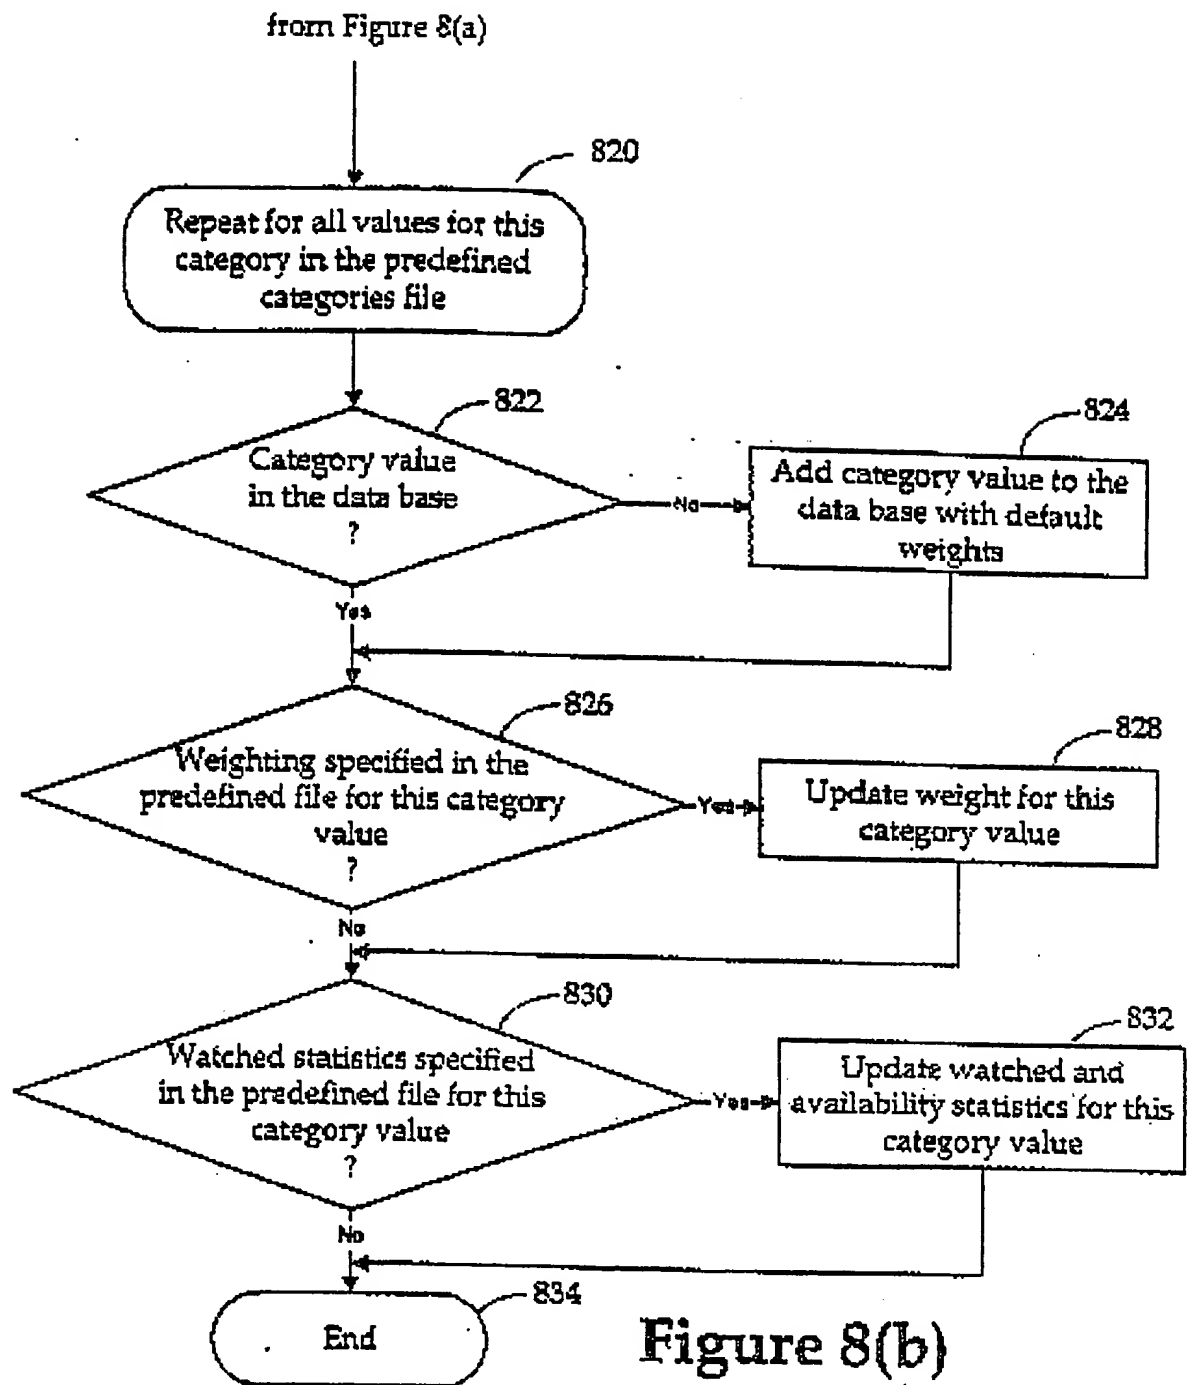 from Figure 8(a)
820
Repeat for all values for this
category in the predefined
categories file
822
Category value
in the data base
?
No
824
Add category value to the
data base with default
weights
Yes
826
Weighting specified in the
predefined file for this category
value
?
Yes
828
Update weight for this
category value
No
830
Watched statistics specified
in the predefined file for this
category value
?
Yes
832
Update watched and
availability statistics for this
category value
No
834
End
Figure 8(b)